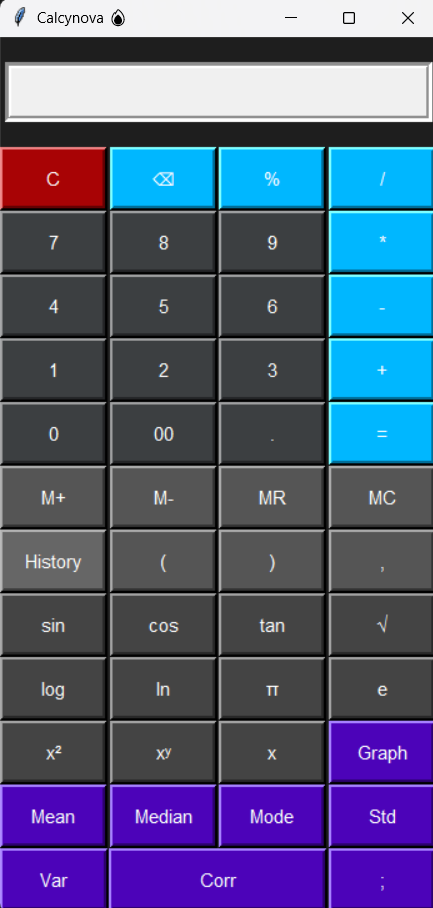 Calcynova
C ⌫ % /
7 8 9 *
4 5 6 -
1 2 3 +
0 00 . =
M+ M- MR MC
History ( ) ,
sin cos tan √
log ln π e
x² xʸ x Graph
Mean Median Mode Std
Var Corr ;